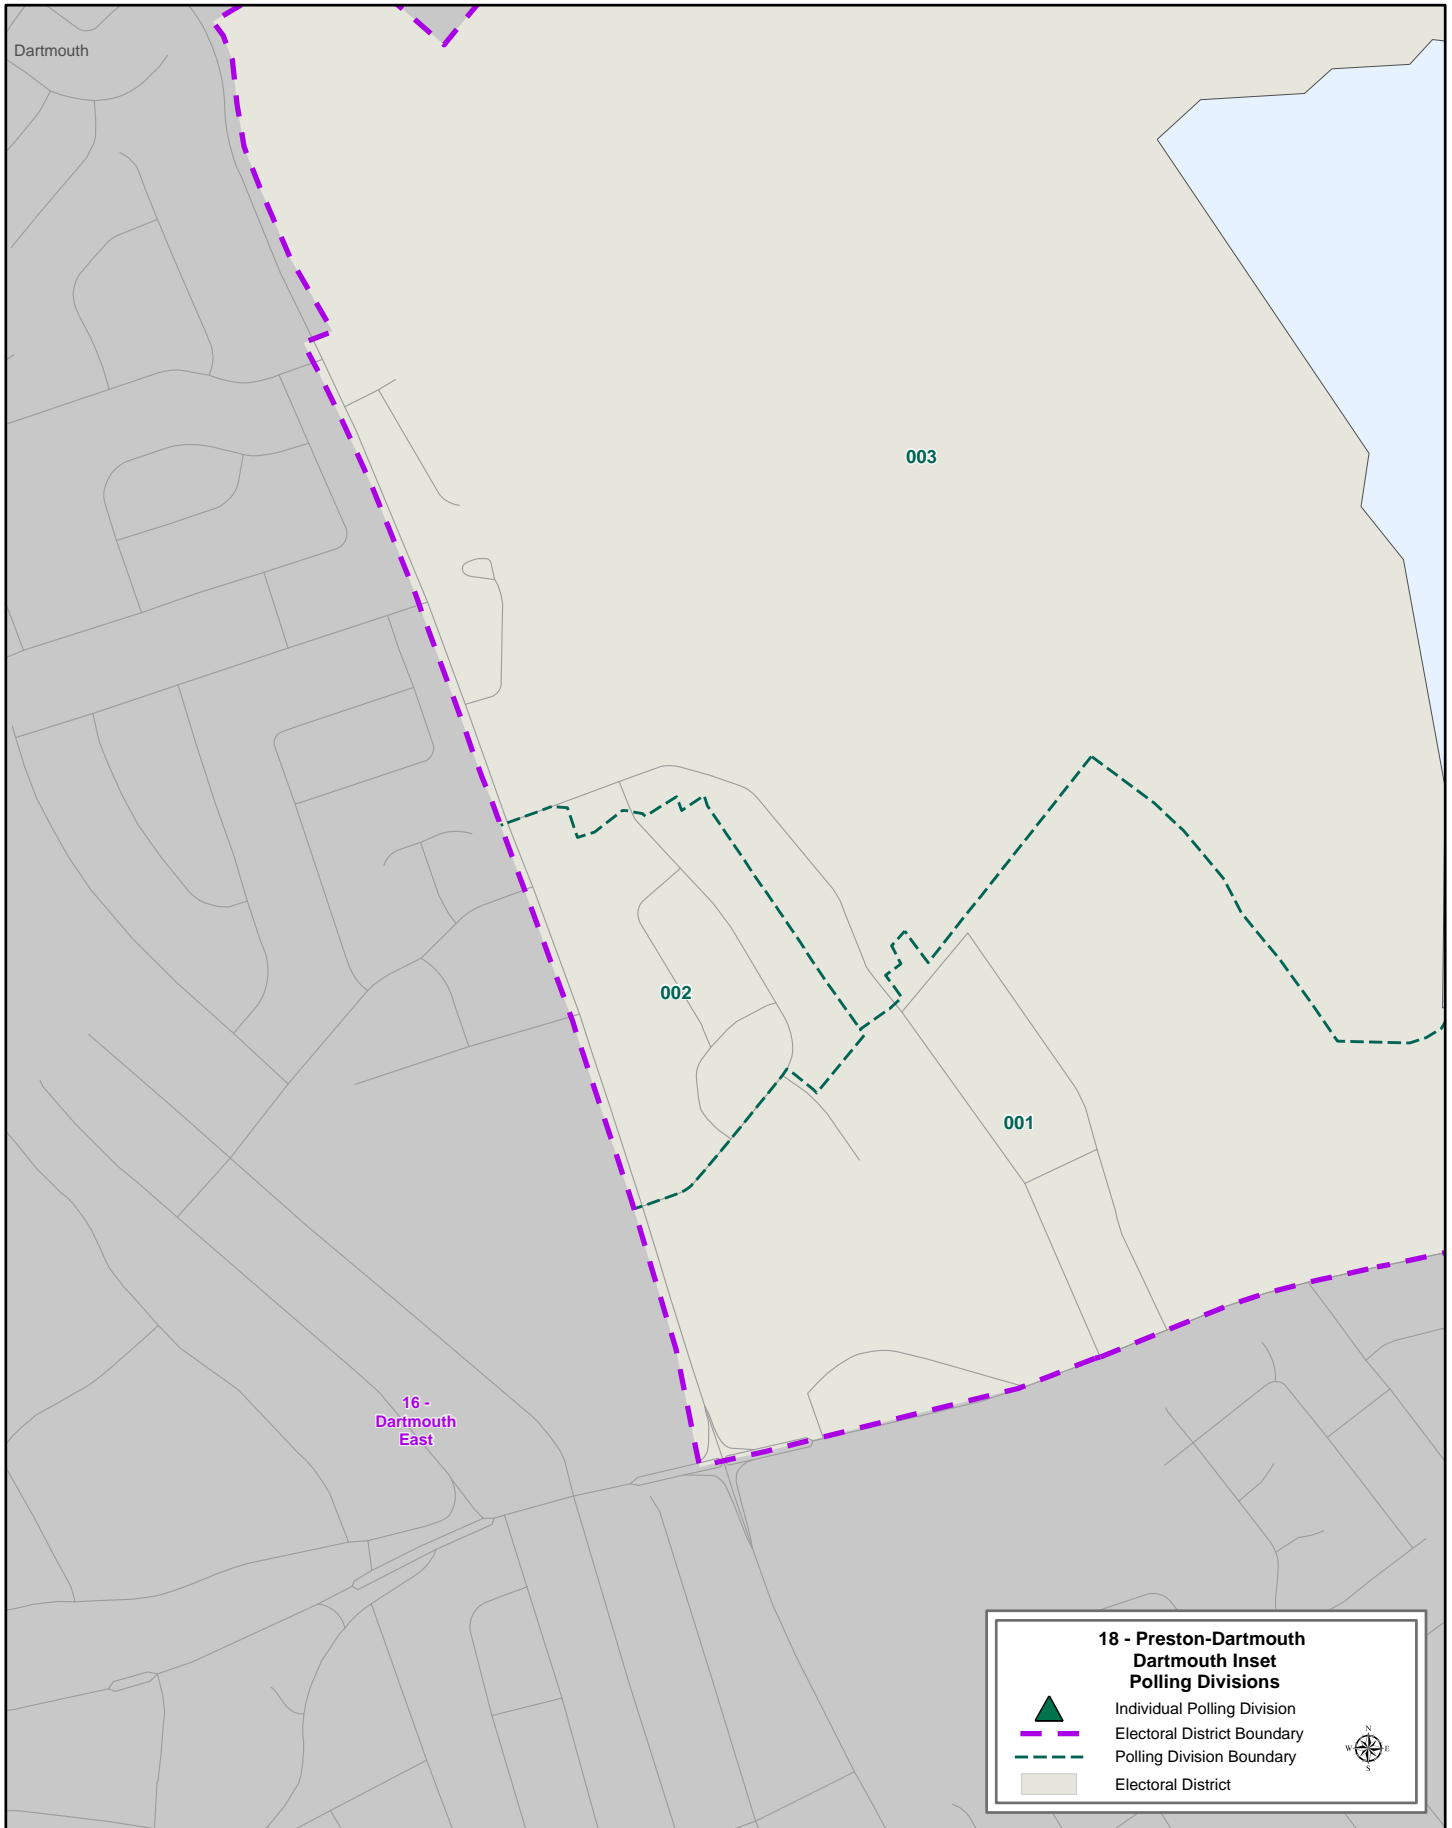 Dartmouth
003
002
001
16 -
Dartmouth
East
18 - Preston-Dartmouth
Dartmouth Inset
Polling Divisions
Individual Polling Division
Electoral District Boundary
Polling Division Boundary
Electoral District
N
W E
S